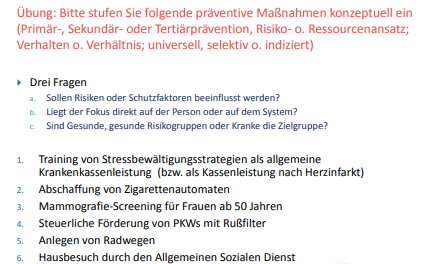 Übung: Bitte stufen Sie folgende präventive Maßnahmen konzeptuell ein
(Primär-, Sekundär- oder Tertiärprävention, Risiko- o. Ressourcenansatz;
Verhalten o. Verhältnis; universell, selektiv o. indiziert)
Drei Fragen
a. Sollen Risiken oder Schutzfaktoren beeinflusst werden?
b. Liegt der Fokus direkt auf der Person oder auf dem System?
c. Sind Gesunde, gesunde Risikogruppen oder Kranke die Zielgruppe?
1. Training von Stressbewältigungsstrategien als allgemeine
Krankenkassenleistung (bzw. als Kassenleistung nach Herzinfarkt)
2. Abschaffung von Zigarettenautomaten
3. Mammografie-Screening für Frauen ab 50 Jahren
4. Steuerliche Förderung von PKWs mit Rußfilter
5. Anlegen von Radwegen
6. Hausbesuch durch den Allgemeinen Sozialen Dienst